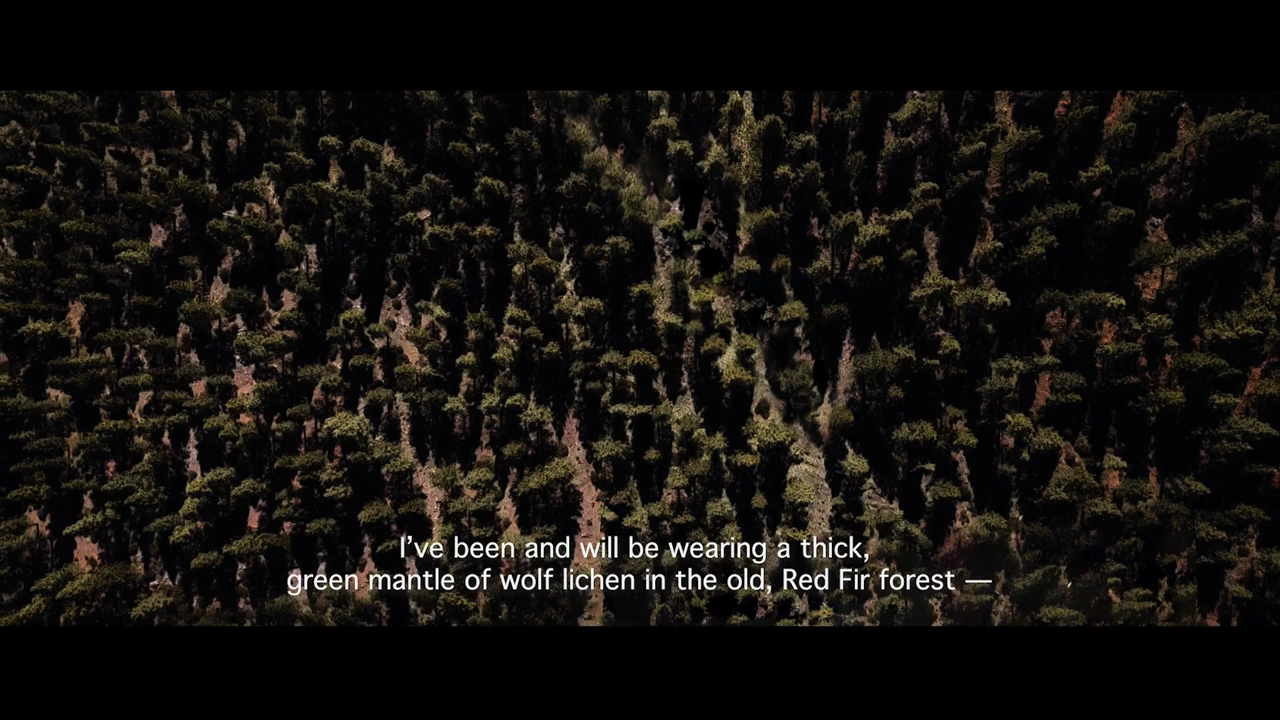 I've been and will be wearing a thick,
green mantle of wolf lichen in the old, Red Fir forest —